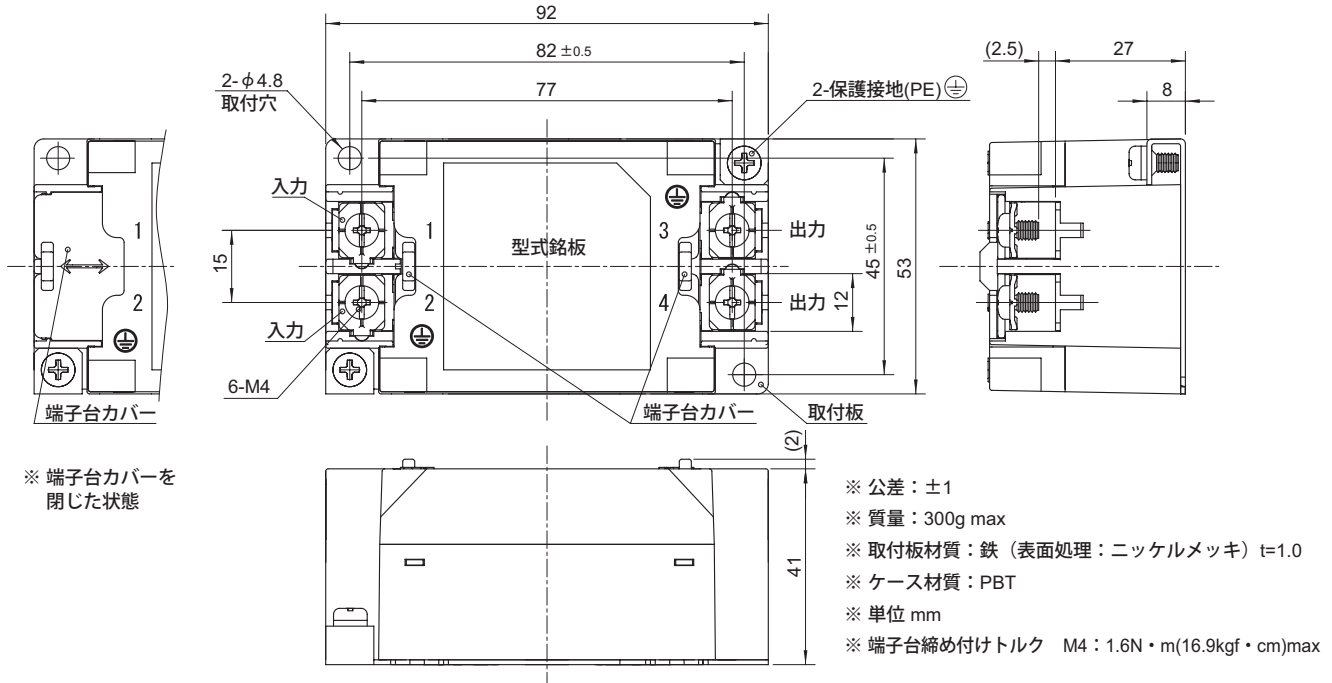 92
82 ±0.5
77
2-φ4.8
取付穴
2-保護接地(PE)
(2.5)
27
8
入力
1
3
出力
15
型式銘板
45 ±0.5
53
1
2
2
4
出力
12
入力
6-M4
端子台カバー
端子台カバー
取付板
(2)
41
※ 端子台カバーを
閉じた状態
※ 公差：±1
※ 質量：300g max
※ 取付板材質：鉄（表面処理：ニッケルメッキ）t=1.0
※ ケース材質：PBT
※ 単位 mm
※ 端子台締め付けトルク　M4：1.6N・m(16.9kgf・cm)max